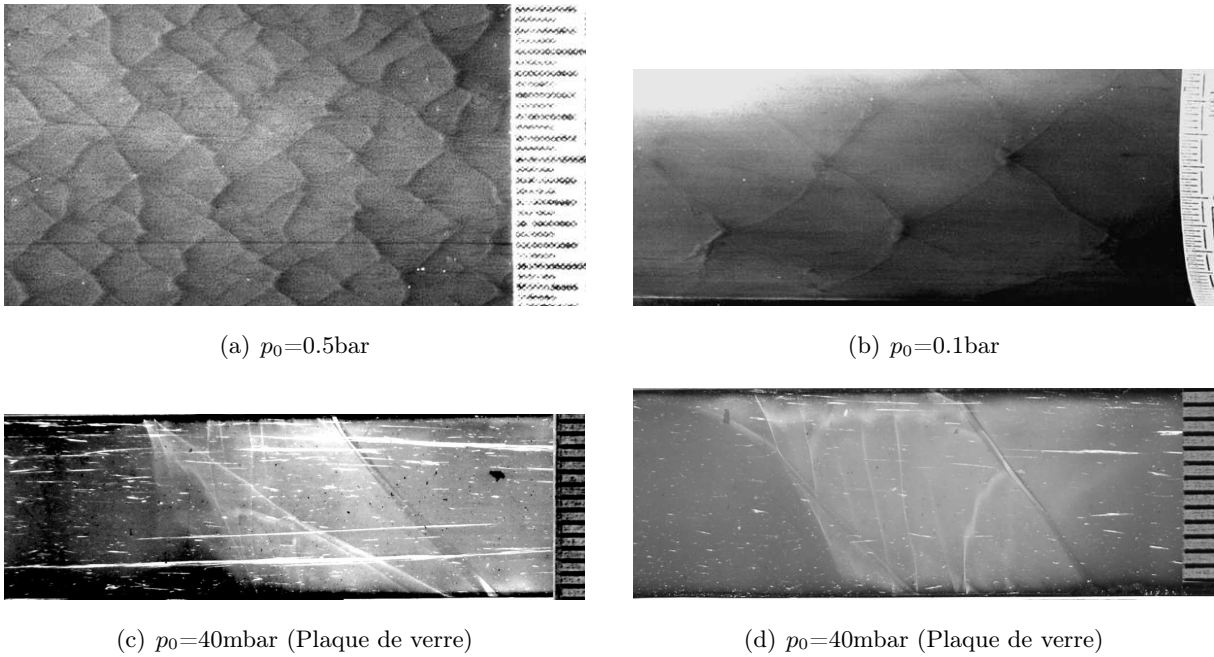 (a) p₀=0.5bar
(b) p₀=0.1bar
(c) p₀=40mbar (Plaque de verre)
(d) p₀=40mbar (Plaque de verre)